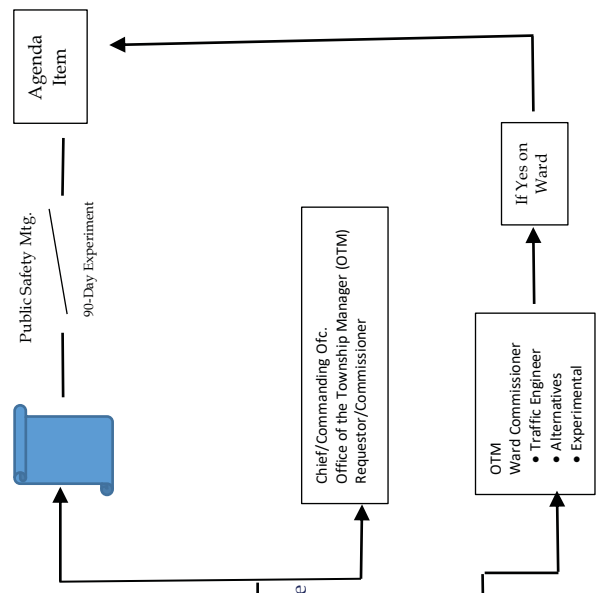 Agenda
Item
Public Safety Mtg.
90-Day Experiment
Chief/Commanding Ofc.
Office of the Township Manager (OTM)
Requestor/Commissioner
If Yes on
Ward
OTM
Ward Commissioner
• Traffic Engineer
• Alternatives
• Experimental